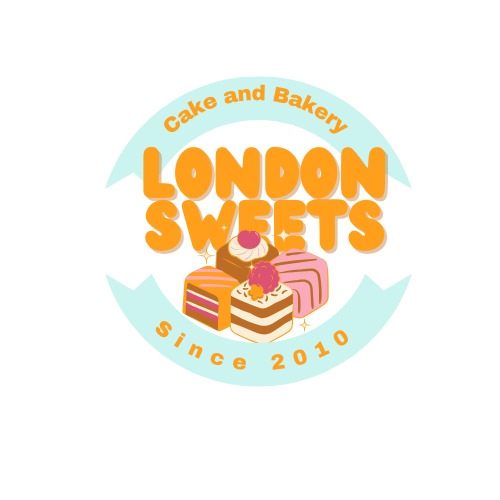 Cake and Bakery
LONDON
SWEETS
Since 2010